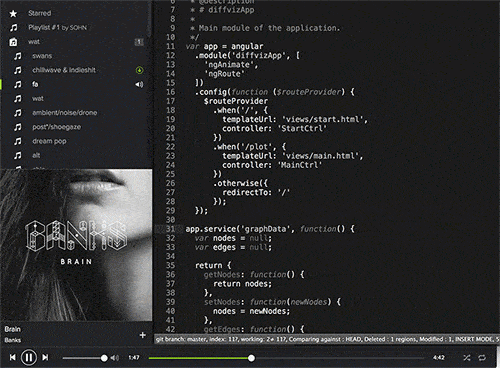 Starred
Playlist #1 by SOHN
wat 1
swans
chillwave & indieshit
fa
wat
ambient/noise/drone
post*/shoegaze
dream pop
alt
BANKS
BRAIN
Brain
Banks
+
6 * @description
7 * # diffvizApp
8 *
9 * Main module of the application.
10 */
11 var app = angular
12 .module('diffvizApp', [
13 'ngAnimate',
14 'ngRoute'
15 ])
16 .config(function ($routeProvider) {
17 $routeProvider
18 .when('/', {
19 templateUrl: 'views/start.html',
20 controller: 'StartCtrl'
21 })
22 .when('/plot', {
23 templateUrl: 'views/main.html',
24 controller: 'MainCtrl'
25 })
26 .otherwise({
27 redirectTo: '/'
28 });
29 });
30
31 app.service('graphData', function() {
32 var nodes = null;
33 var edges = null;
34
35 return {
36 getNodes: function() {
37 return nodes;
38 },
39 setNodes: function(newNodes) {
40 nodes = newNodes;
41 },
42 getEdges: function() {
git branch: master, index: 117, working: 2≠ 117, Comparing against : HEAD, Deleted : 1 regions, Modified : 1, INSERT MODE, 5
1:47
4:42